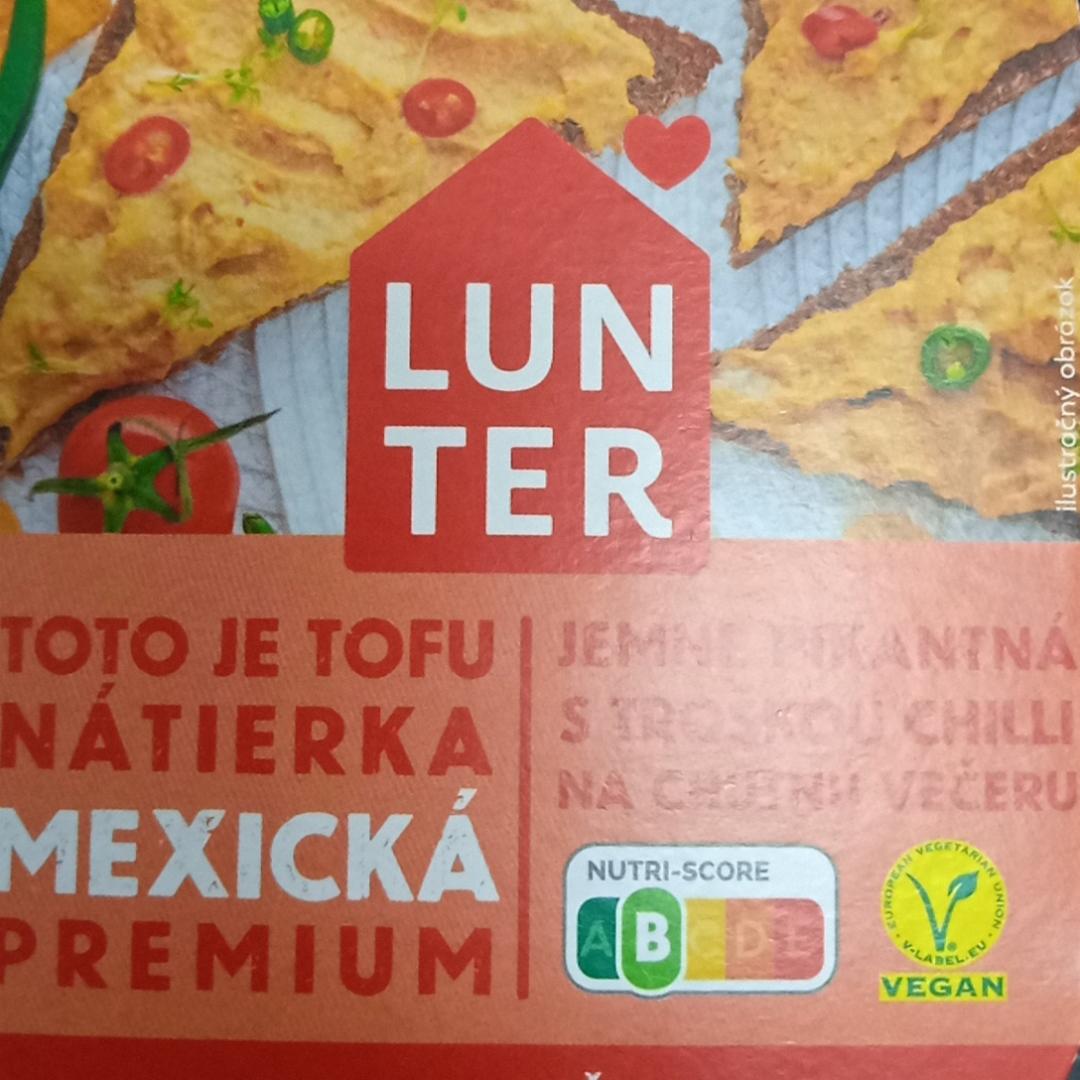 LUN
TER
ilustračný obrázok
TOTO JE TOFU
NÁTIERKA
MEXICKÁ
PREMIUM
JEMNE PIKANTNÁ
S TROŠKOU CHILLI
NA VEČERU
NUTRI-SCORE
A B C D E
EUROPEAN VEGETARIAN UNION
V-LABEL.EU
VEGAN